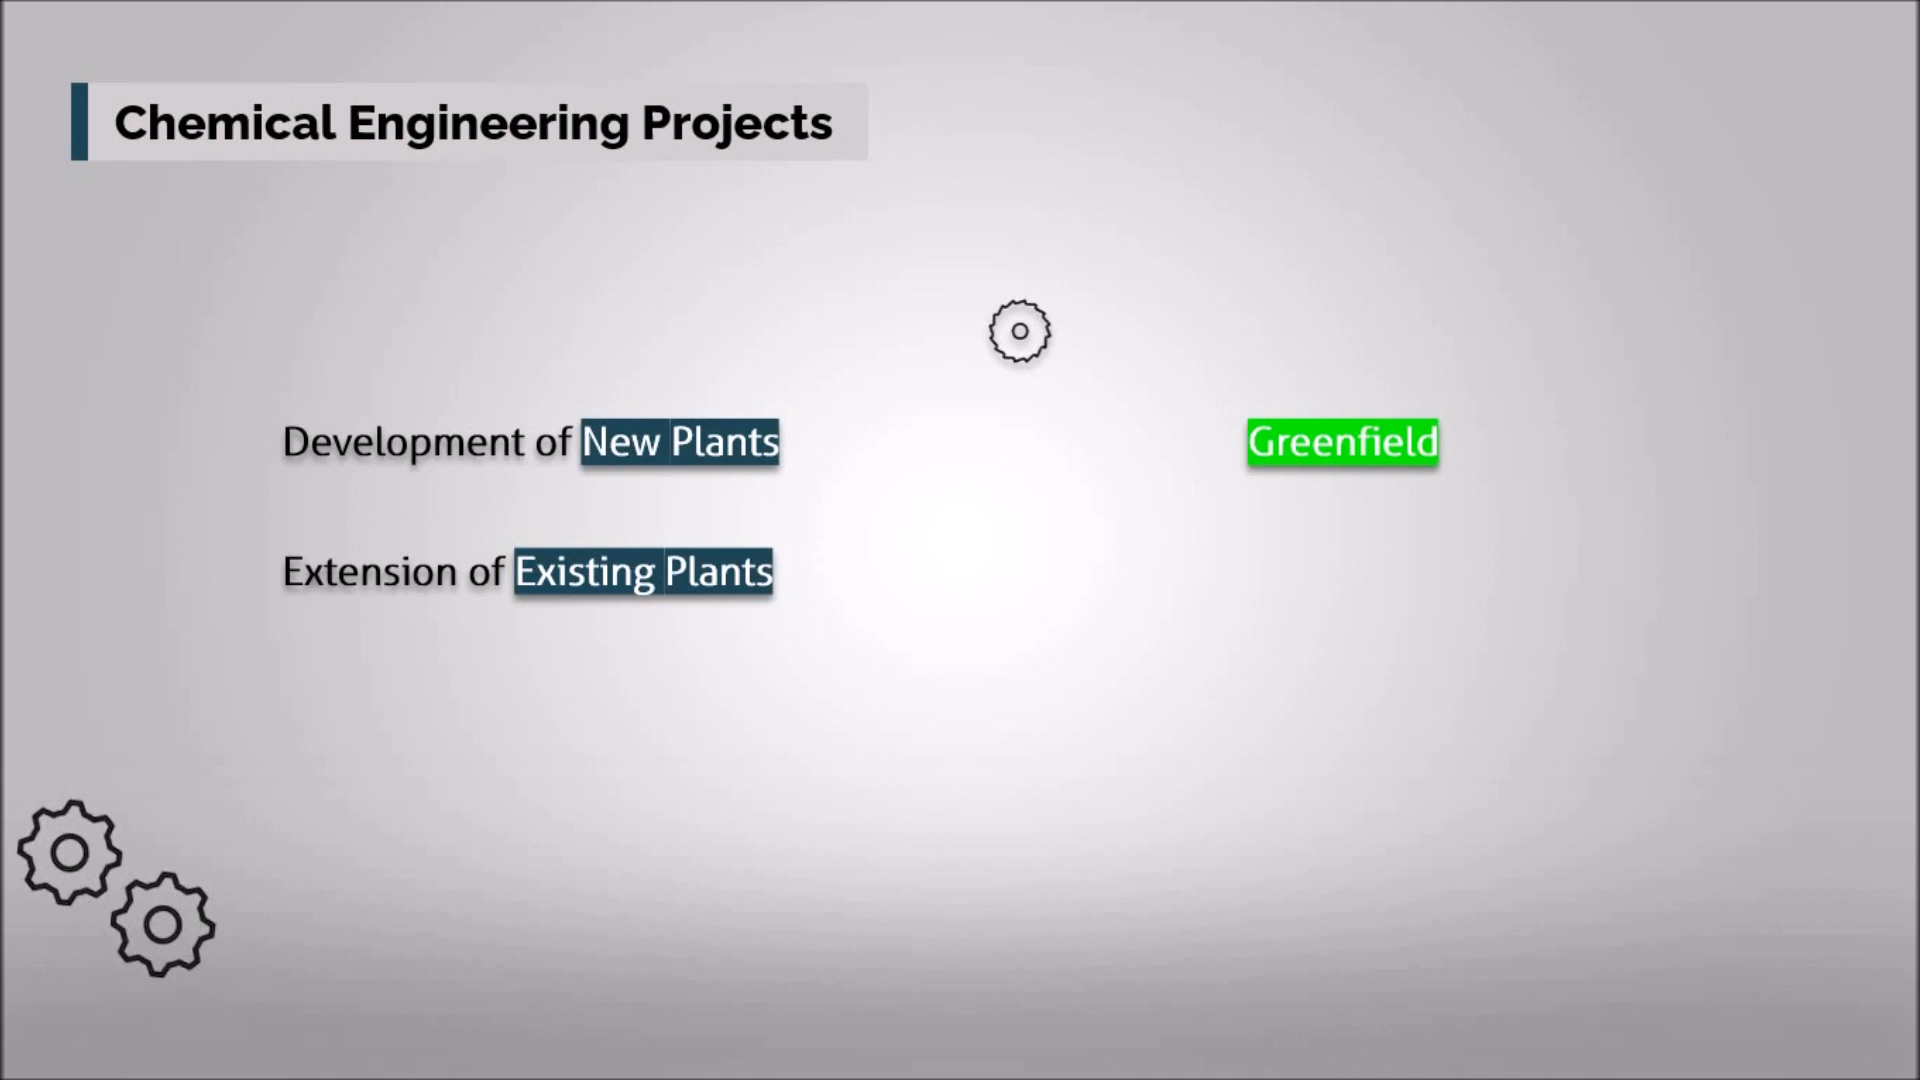 Chemical Engineering Projects
Development of New Plants
Greenfield
Extension of Existing Plants